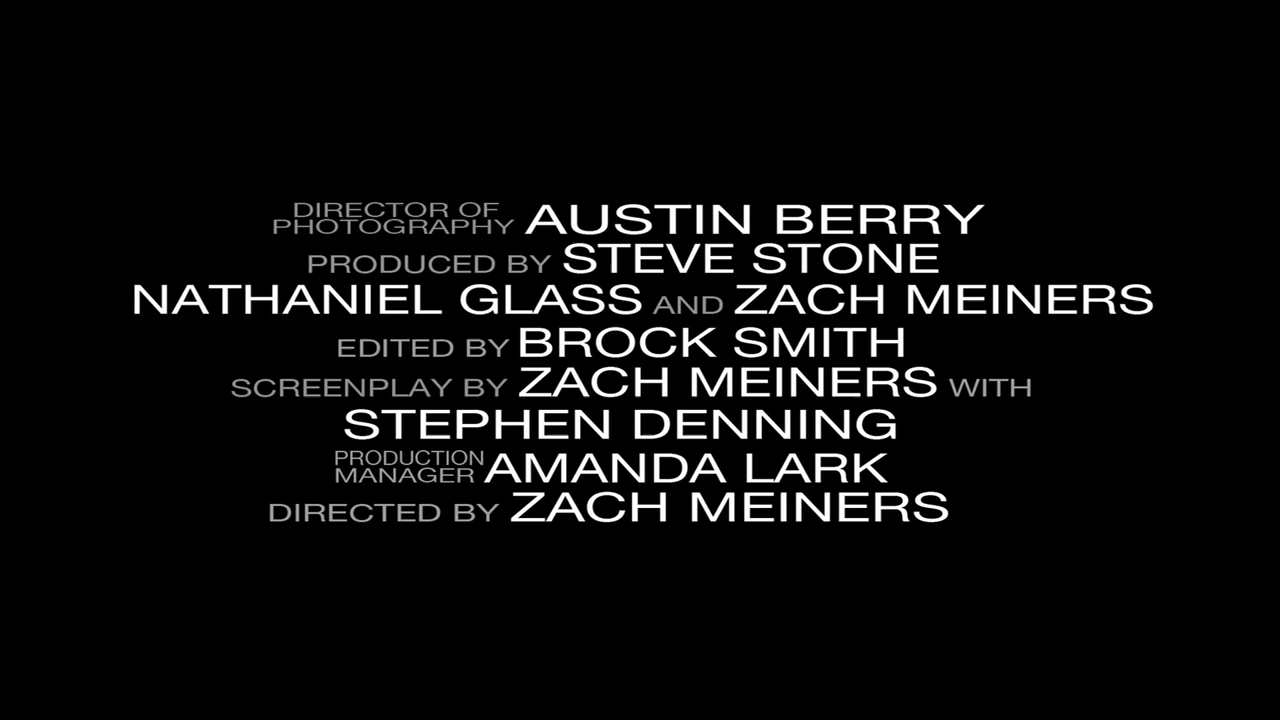 DIRECTOR OF
PHOTOGRAPHY AUSTIN BERRY
PRODUCED BY STEVE STONE
NATHANIEL GLASS AND ZACH MEINERS
EDITED BY BROCK SMITH
SCREENPLAY BY ZACH MEINERS WITH
STEPHEN DENNING
PRODUCTION
MANAGER AMANDA LARK
DIRECTED BY ZACH MEINERS